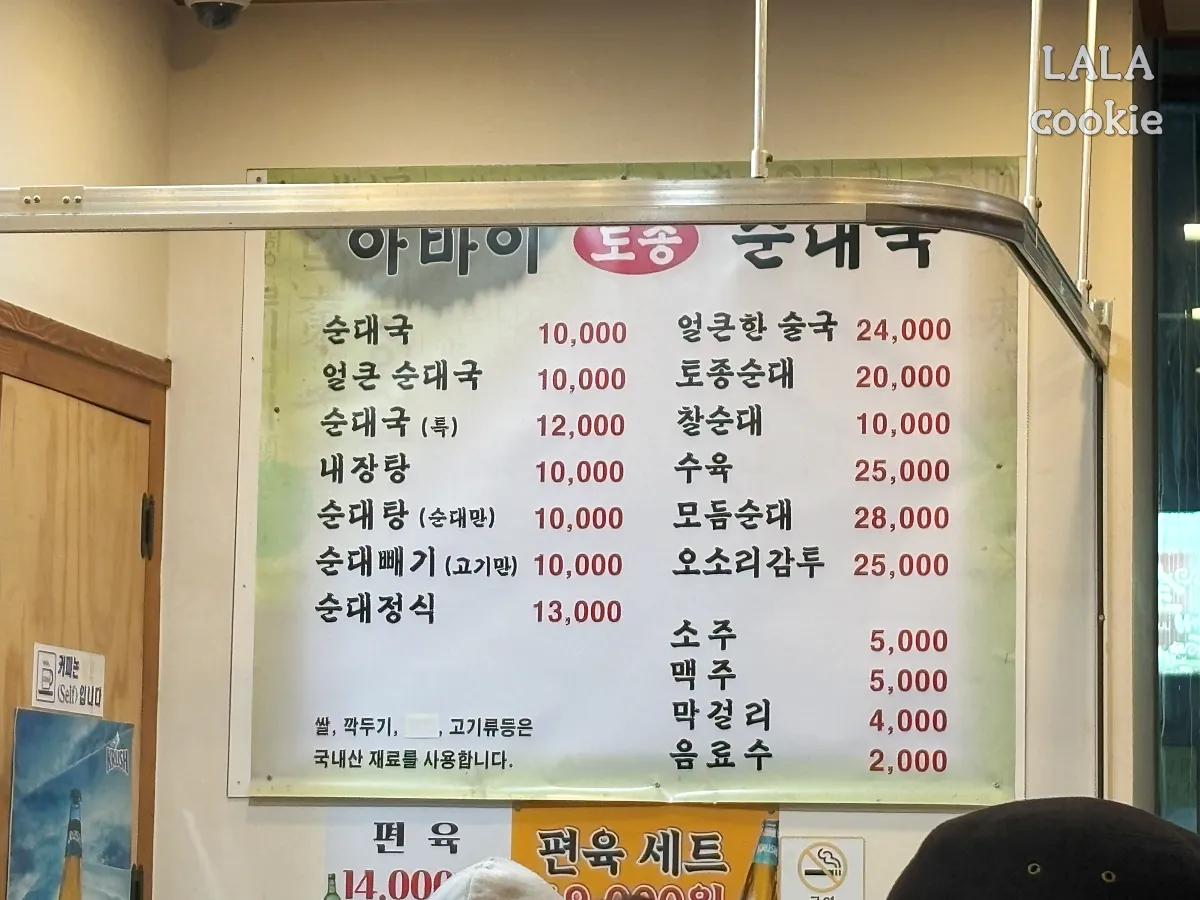 LALA
cookie
아바이 토종 순대국
순대국 10,000
얼큰 순대국 10,000
순대국 (특) 12,000
내장탕 10,000
순대탕 (순대만) 10,000
순대빼기 (고기만) 10,000
순대정식 13,000
얼큰한 술국 24,000
토종순대 20,000
찰순대 10,000
수육 25,000
모듬순대 28,000
오소리감투 25,000
소주 5,000
맥주 5,000
막걸리 4,000
음료수 2,000
쌀, 깍두기, , 고기류등은
국내산 재료를 사용합니다.
커피는
(Self)입니다
KRUSH
편육
14,000
편육 세트